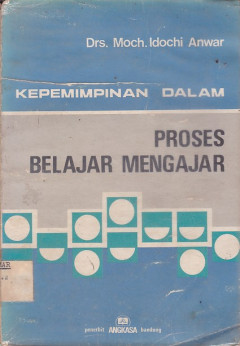 Drs. Moch. Idochi Anwar
KEPEMIMPINAN DALAM
PROSES
BELAJAR MENGAJAR
penerbit ANGKASA bandung